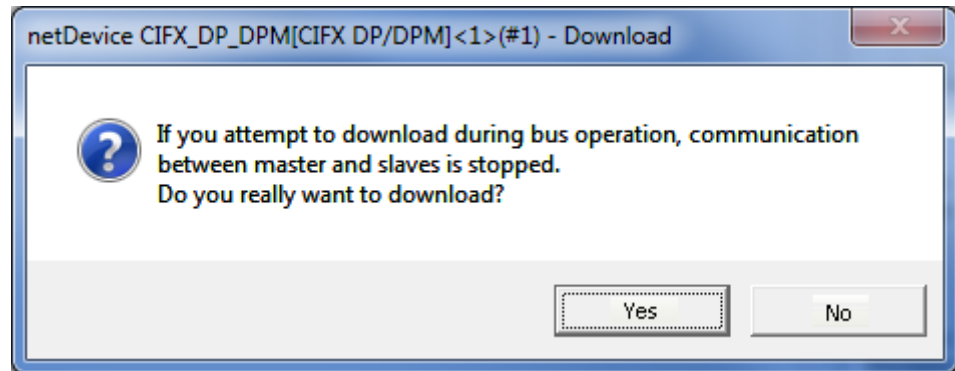 netDevice CIFX_DP_DPM[CIFX DP/DPM]<1>(#1) - Download
If you attempt to download during bus operation, communication
between master and slaves is stopped.
Do you really want to download?
Yes
No